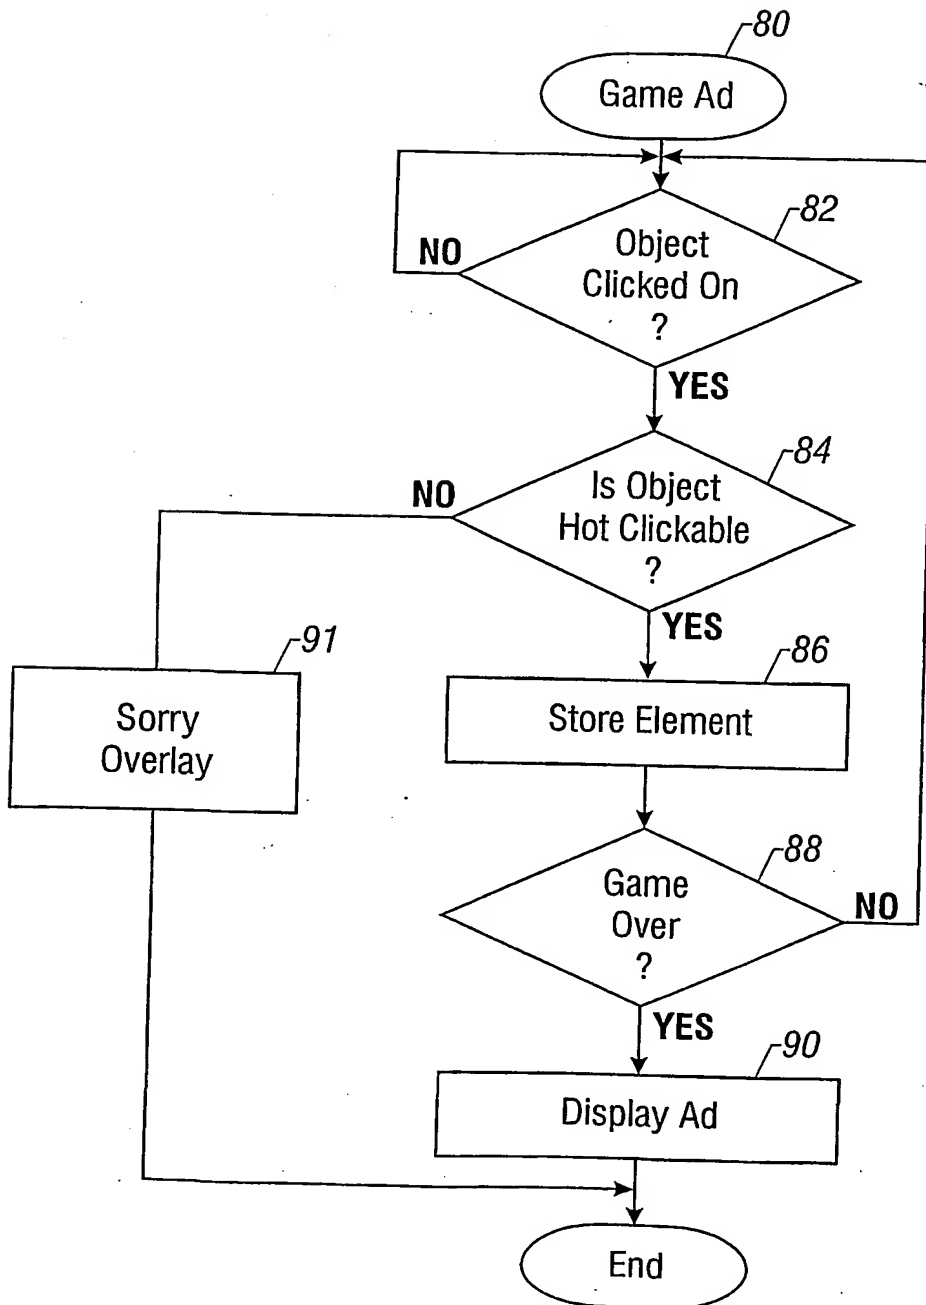 80
Game Ad
82
NO
Object
Clicked On
?
YES
84
NO
Is Object
Hot Clickable
?
YES
91
86
Sorry
Overlay
Store Element
88
Game
Over
?
NO
YES
90
Display Ad
End